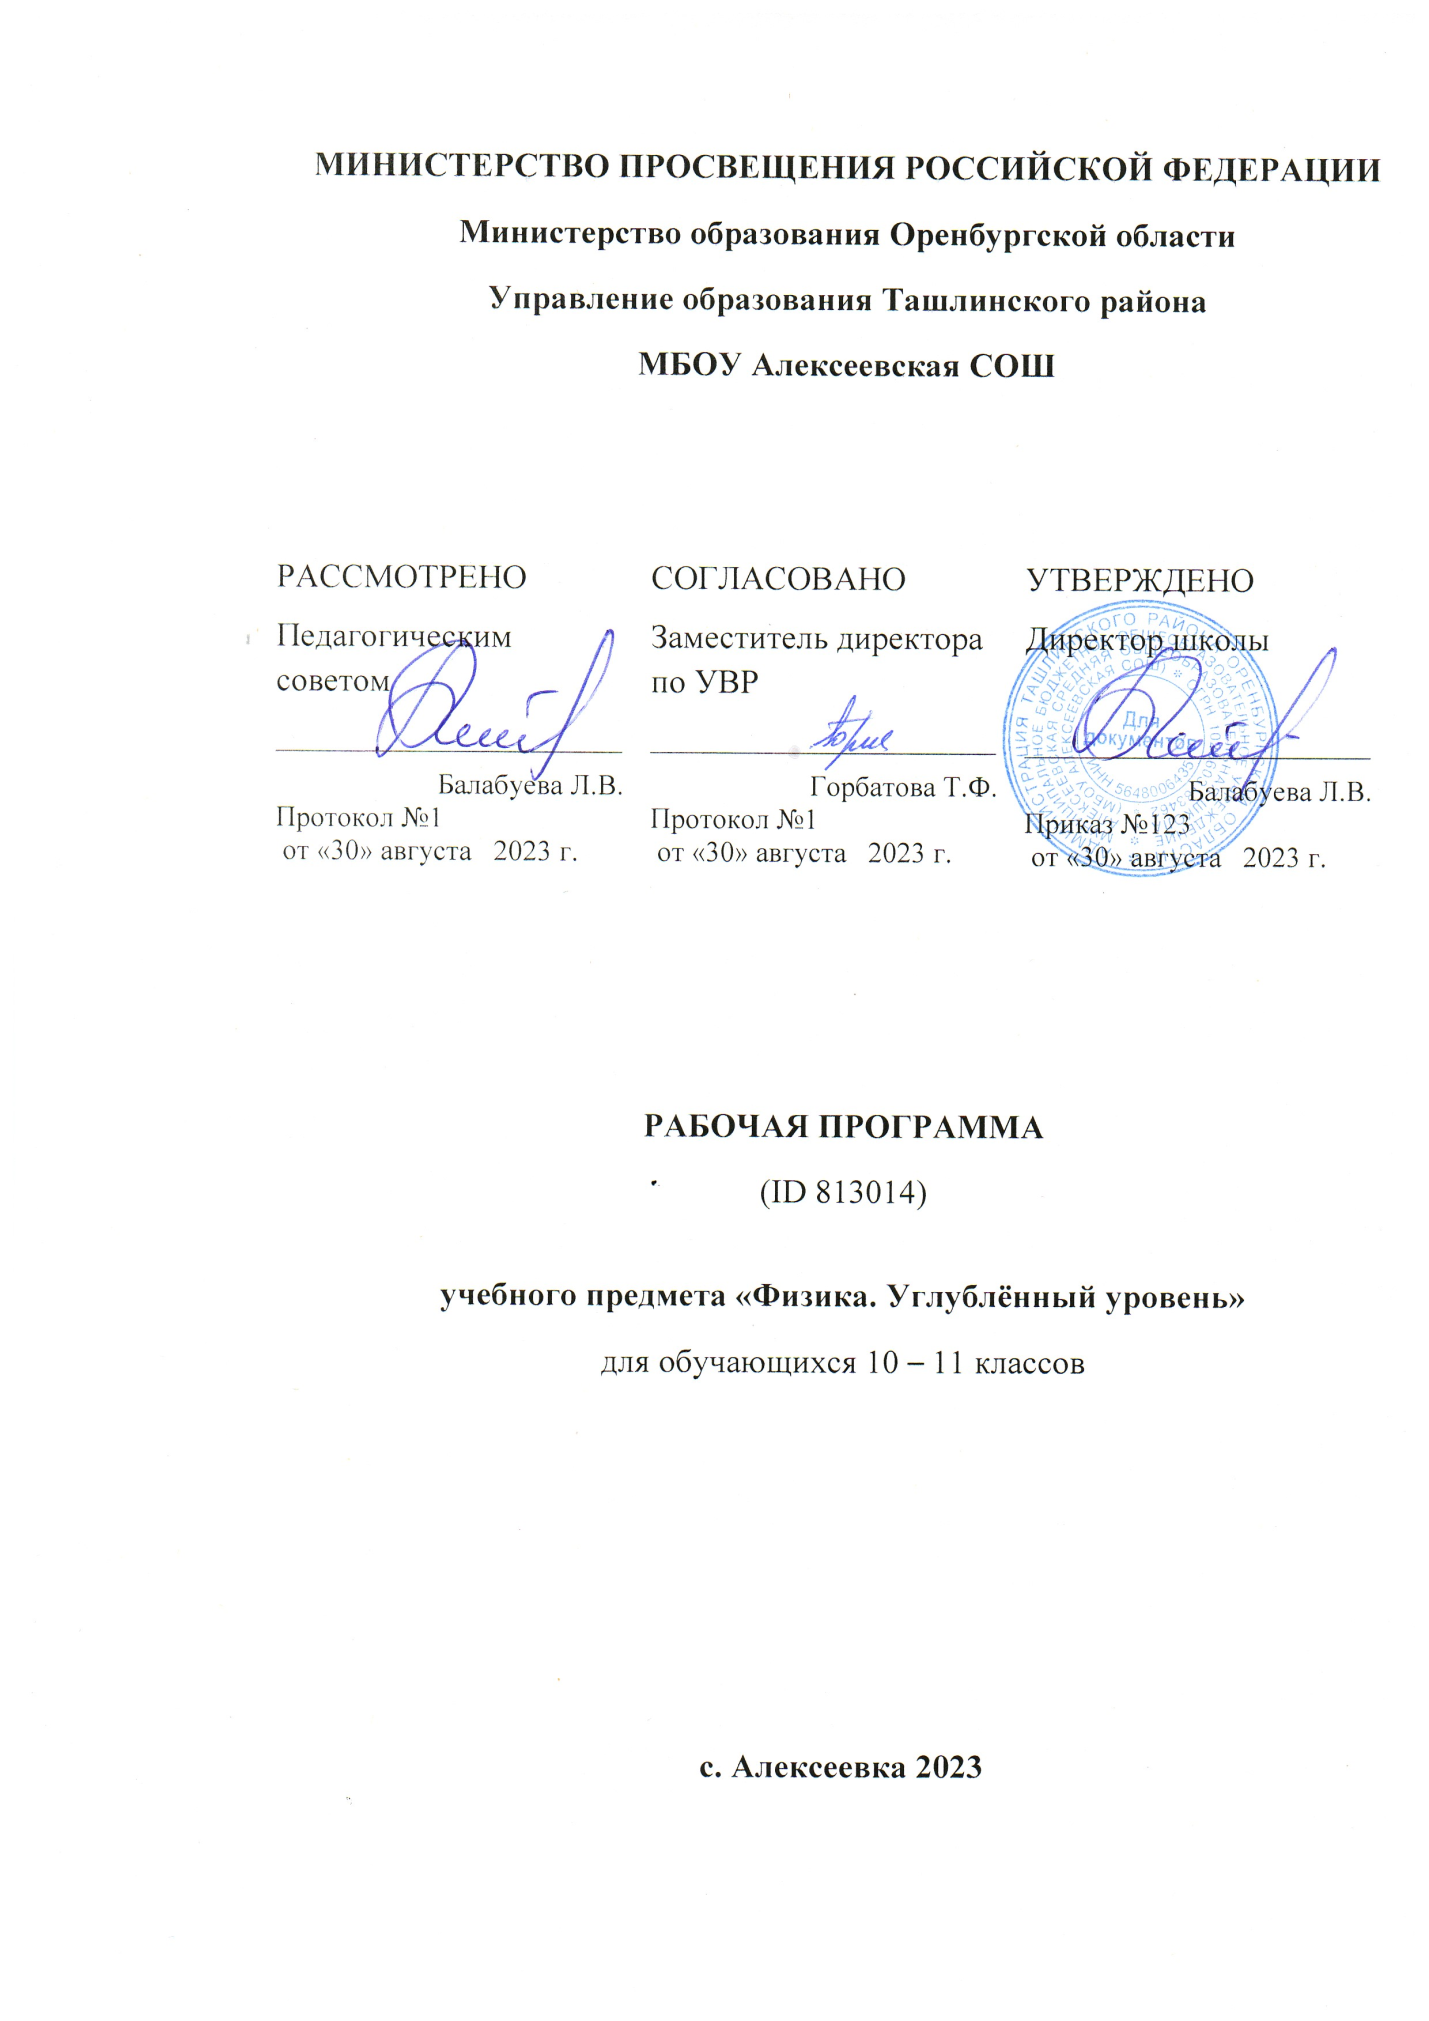 МИНИСТЕРСТВО ПРОСВЕЩЕНИЯ РОССИЙСКОЙ ФЕДЕРАЦИИ
Министерство образования Оренбургской области
Управление образования Ташлинского района
МБОУ Алексеевская СОШ
РАССМОТРЕНО
Педагогическим
советом
Балабуева Л.В.
Протокол №1
от «30» августа 2023 г.
СОГЛАСОВАНО
Заместитель директора
по УВР
Горбатова Т.Ф.
Протокол №1
от «30» августа 2023 г.
УТВЕРЖДЕНО
Директор школы
Балабуева Л.В.
Приказ №123
от «30» августа 2023 г.
Для
документов
ИНН 5648006435
РАБОЧАЯ ПРОГРАММА
(ID 813014)
учебного предмета «Физика. Углублённый уровень»
для обучающихся 10 – 11 классов
с. Алексеевка 2023